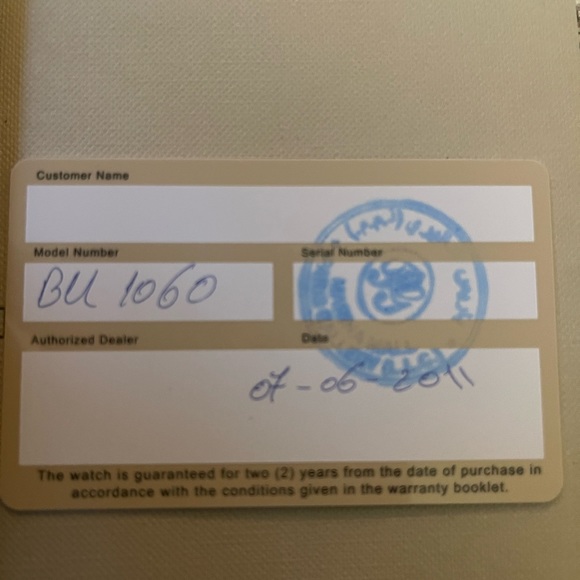 Customer Name
Model Number
Serial Number
BU 1060
Authorized Dealer
Date
07-06-2011
The watch is guaranteed for two (2) years from the date of purchase in
accordance with the conditions given in the warranty booklet.